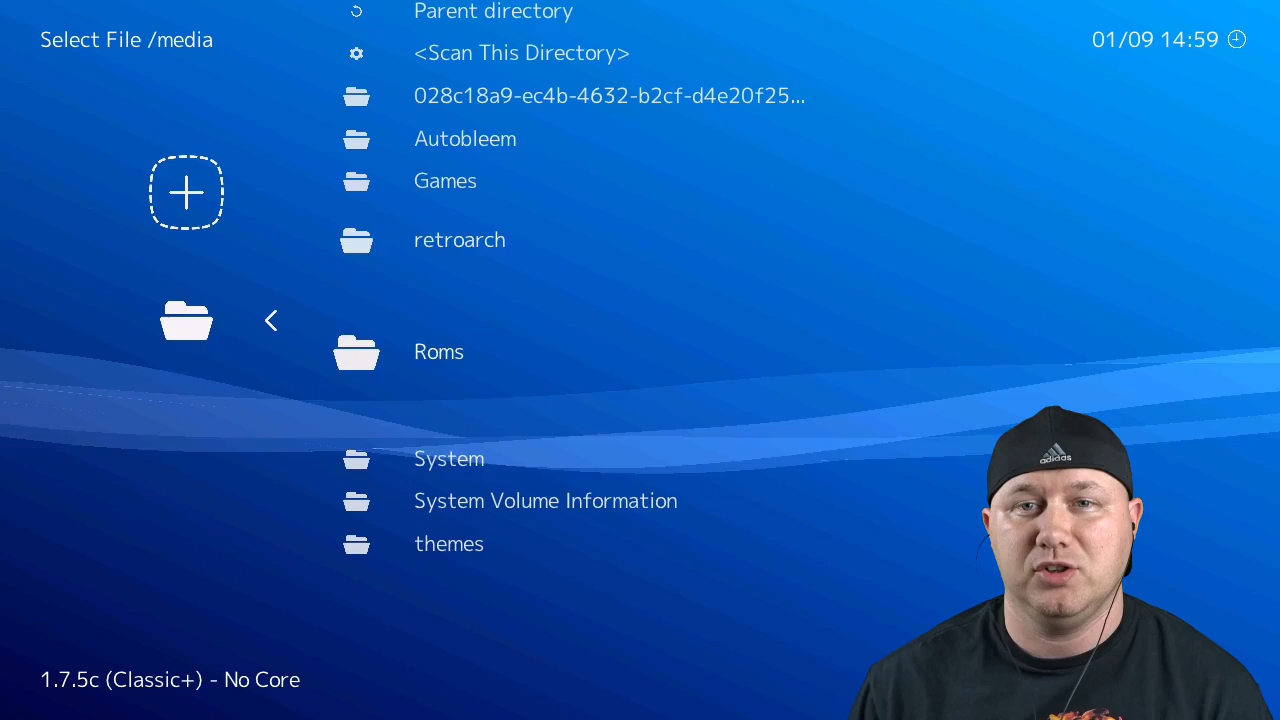 Parent directory
Select File /media
01/09 14:59
<Scan This Directory>
028c18a9-ec4b-4632-b2cf-d4e20f25...
Autobleem
Games
retroarch
Roms
System
System Volume Information
themes
adidas
1.7.5c (Classic+) - No Core